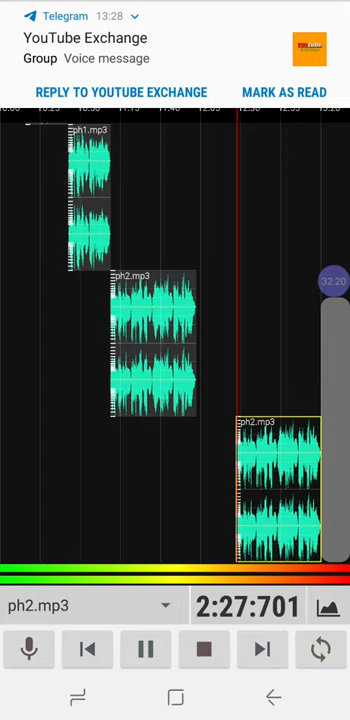 Telegram 13:28
YouTube Exchange
Group Voice message
REPLY TO YOUTUBE EXCHANGE MARK AS READ
ph1.mp3
ph2.mp3
32:20
ph2.mp3
ph2.mp3 2:27:701